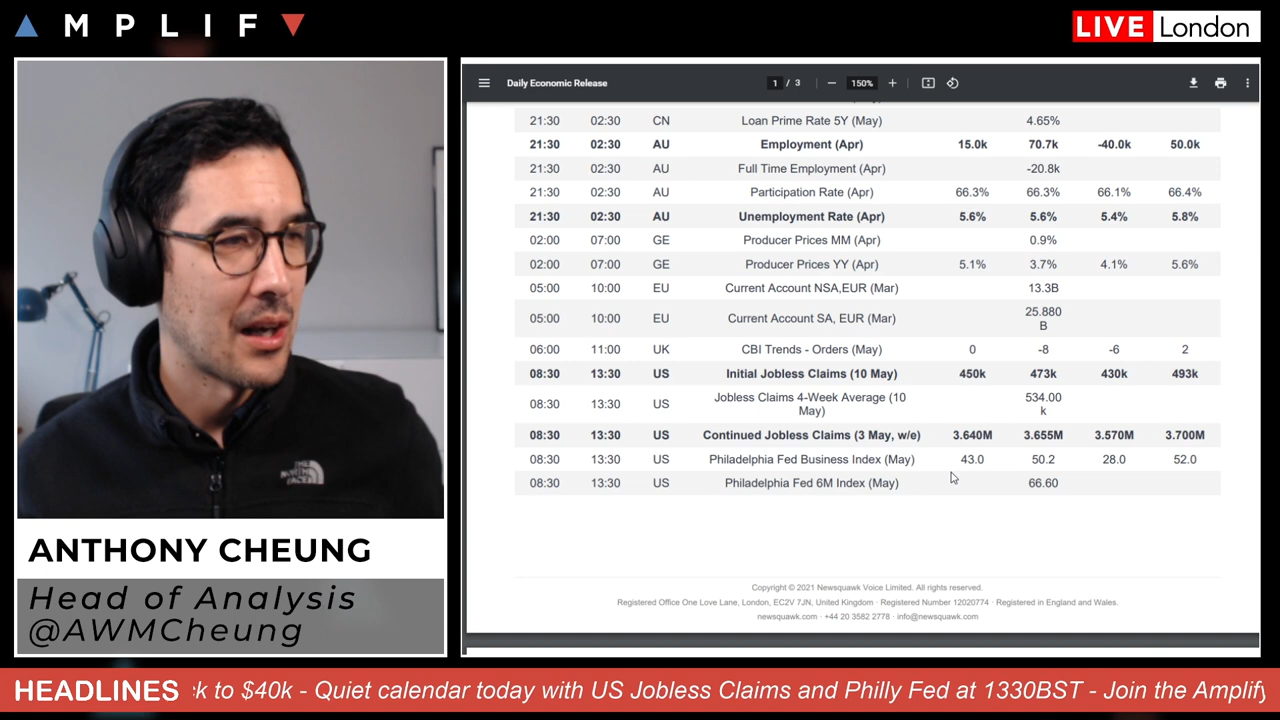 AMPLIFY
LIVE London
Daily Economic Release
1 / 3
150%
21:30 02:30 CN Loan Prime Rate 5Y (May) 4.65%
21:30 02:30 AU Employment (Apr) 15.0k 70.7k -40.0k 50.0k
21:30 02:30 AU Full Time Employment (Apr) -20.8k
21:30 02:30 AU Participation Rate (Apr) 66.3% 66.3% 66.1% 66.4%
21:30 02:30 AU Unemployment Rate (Apr) 5.6% 5.6% 5.4% 5.8%
02:00 07:00 GE Producer Prices MM (Apr) 0.9%
02:00 07:00 GE Producer Prices YY (Apr) 5.1% 3.7% 4.1% 5.6%
05:00 10:00 EU Current Account NSA,EUR (Mar) 13.3B
05:00 10:00 EU Current Account SA, EUR (Mar) 25.880
B
06:00 11:00 UK CBI Trends - Orders (May) 0 -8 -6 2
08:30 13:30 US Initial Jobless Claims (10 May) 450k 473k 430k 493k
08:30 13:30 US Jobless Claims 4-Week Average (10 534.00
May) k
08:30 13:30 US Continued Jobless Claims (3 May, w/e) 3.640M 3.655M 3.570M 3.700M
08:30 13:30 US Philadelphia Fed Business Index (May) 43.0 50.2 28.0 52.0
08:30 13:30 US Philadelphia Fed 6M Index (May) 66.60
Copyright © 2021 Newsquawk Voice Limited. All rights reserved.
Registered Office One Love Lane, London, EC2V 7JN, United Kingdom · Registered Number 12020774 · Registered in England and Wales.
newsquawk.com · +44 20 3582 2778 · info@newsquawk.com
THE
NORTH
FACE
ANTHONY CHEUNG
Head of Analysis
@AWMCheung
HEADLINES k to $40k - Quiet calendar today with US Jobless Claims and Philly Fed at 1330BST - Join the Amplify